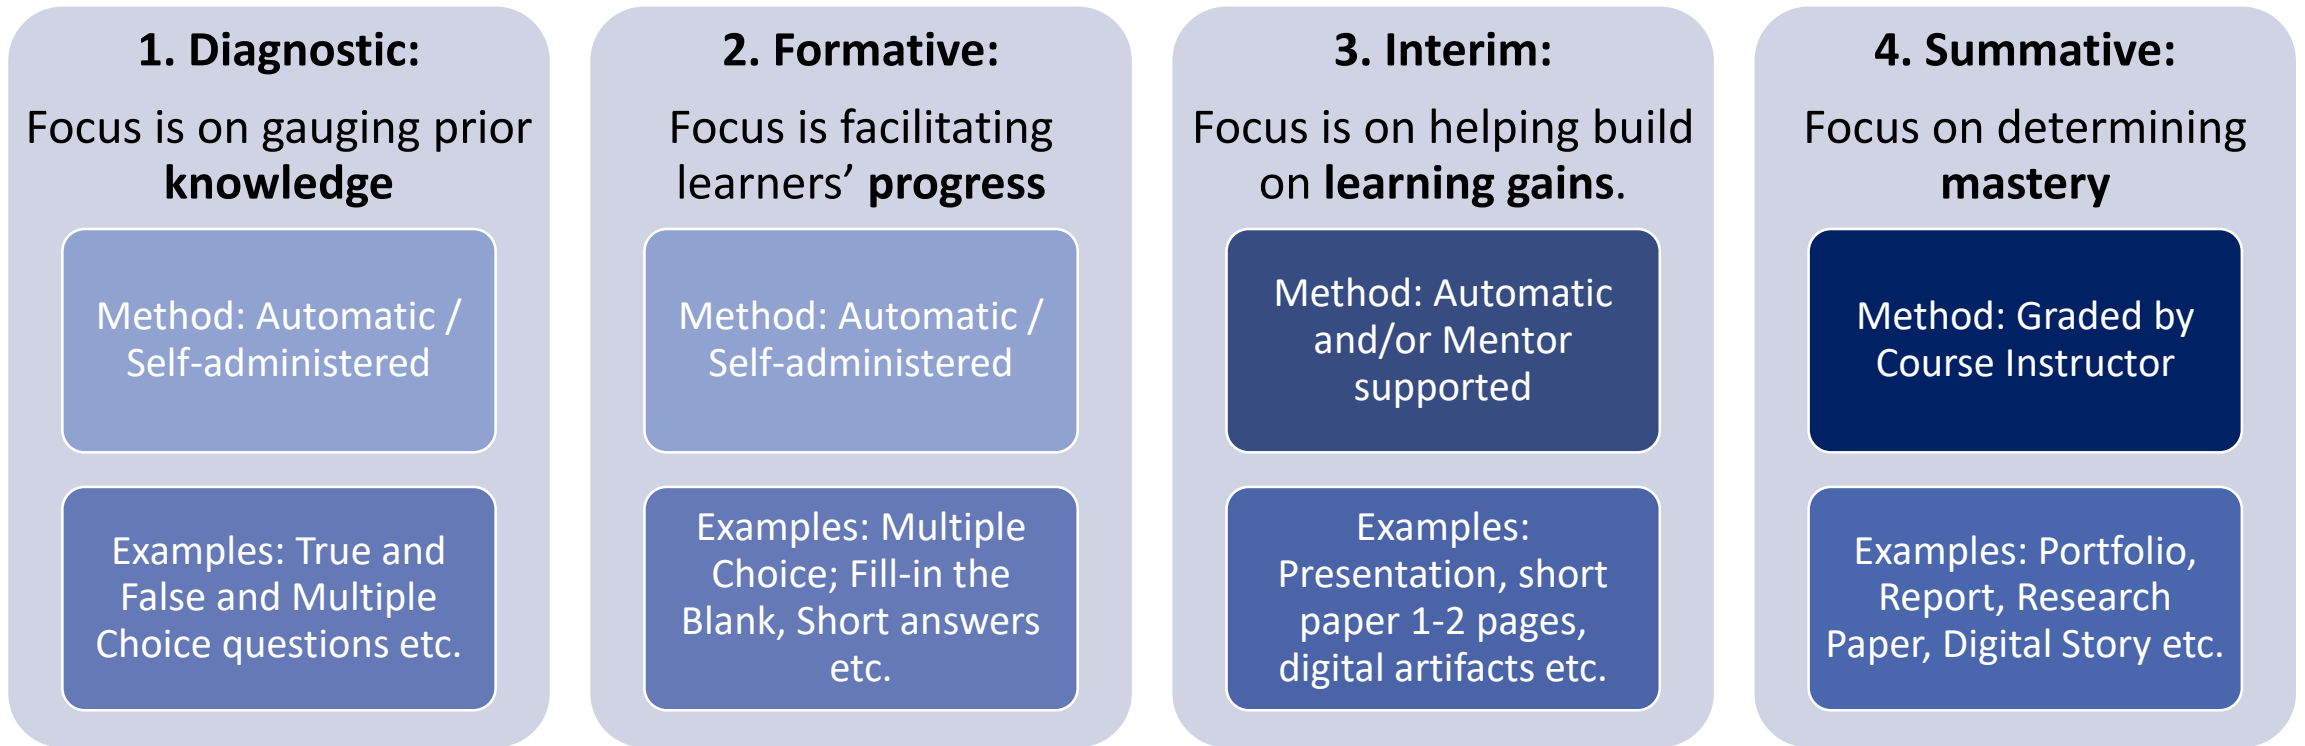 1. Diagnostic:
Focus is on gauging prior
knowledge
Method: Automatic /
Self-administered
Examples: True and
False and Multiple
Choice questions etc.
2. Formative:
Focus is facilitating
learners’ progress
Method: Automatic /
Self-administered
Examples: Multiple
Choice; Fill-in the
Blank, Short answers
etc.
3. Interim:
Focus is on helping build
on learning gains.
Method: Automatic
and/or Mentor
supported
Examples:
Presentation, short
paper 1-2 pages,
digital artifacts etc.
4. Summative:
Focus on determining
mastery
Method: Graded by
Course Instructor
Examples: Portfolio,
Report, Research
Paper, Digital Story etc.